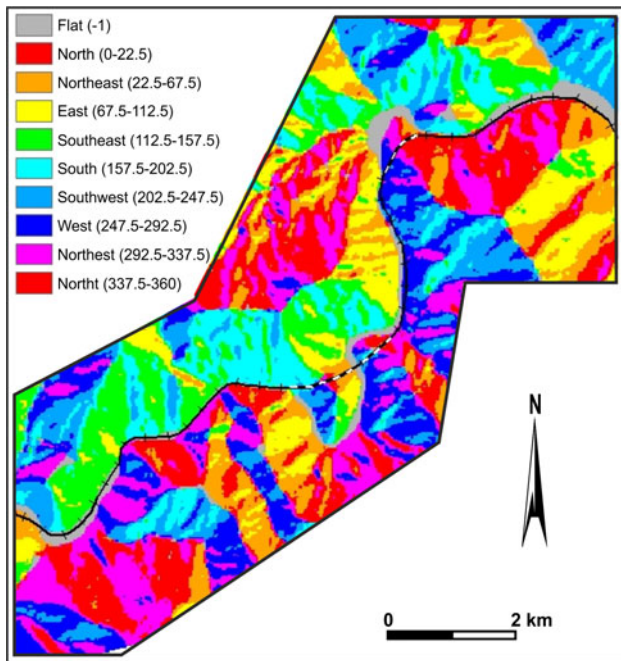 Flat (-1)
North (0-22.5)
Northeast (22.5-67.5)
East (67.5-112.5)
Southeast (112.5-157.5)
South (157.5-202.5)
Southwest (202.5-247.5)
West (247.5-292.5)
Northest (292.5-337.5)
Northt (337.5-360)
N
0 2 km